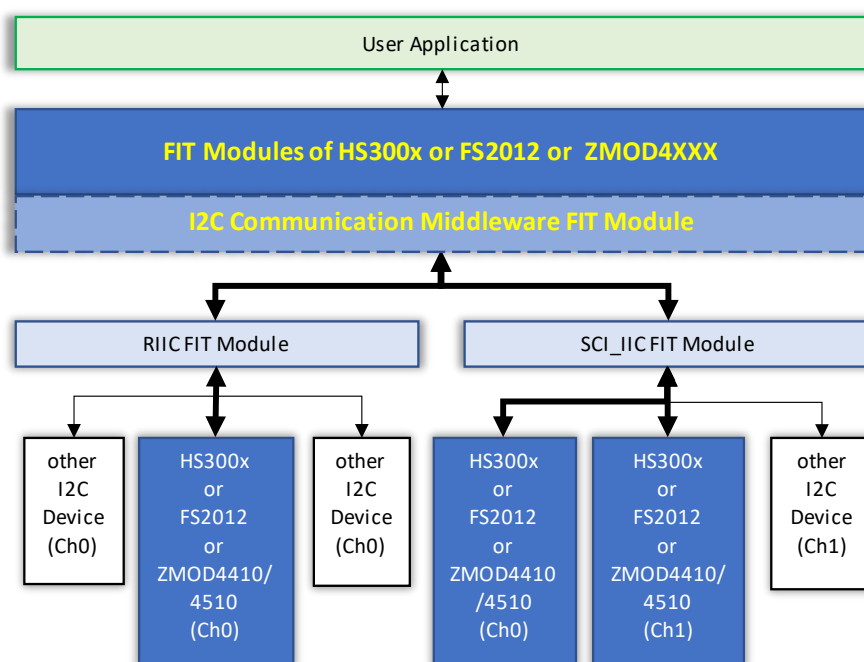 User Application
FIT Modules of HS300x or FS2012 or ZMOD4XXX
I2C Communication Middleware FIT Module
RIIC FIT Module
SCI_IIC FIT Module
other
I2C
Device
(Ch0)
HS300x
or
FS2012
or
ZMOD4410/
4510
(Ch0)
other
I2C
Device
(Ch0)
HS300x
or
FS2012
or
ZMOD4410
/4510
(Ch0)
HS300x
or
FS2012
or
ZMOD4410/
4510
(Ch1)
other
I2C
Device
(Ch1)